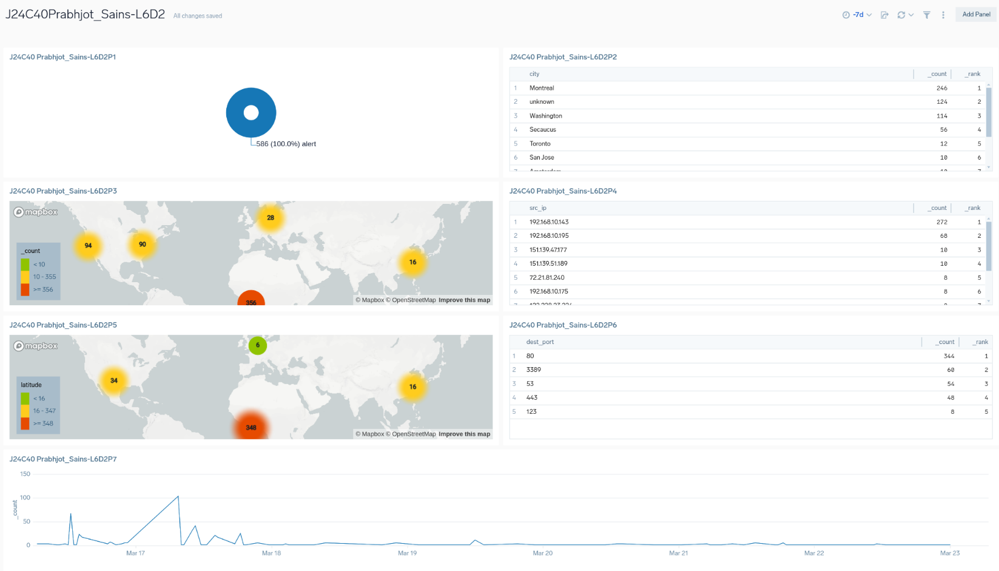 J24C40Prabhjot_Sains-L6D2 All changes saved -7d Add Panel
J24C40 Prabhjot_Sains-L6D2P1
586 (100.0%) alert
J24C40 Prabhjot_Sains-L6D2P2
city _count _rank
1 Montreal 246 1
2 unknown 124 2
3 Washington 114 3
4 Secaucus 56 4
5 Toronto 12 5
6 San Jose 10 6
J24C40 Prabhjot_Sains-L6D2P3
mapbox
28
94
90
16
356
_count
< 10
10 - 355
>= 356
© Mapbox © OpenStreetMap Improve this map
J24C40 Prabhjot_Sains-L6D2P4
src_ip _count _rank
1 192.168.10.143 272 1
2 192.168.10.195 68 2
3 151.139.47.177 10 3
4 151.139.51.189 10 4
5 72.21.81.240 8 5
6 192.168.10.175 8 6
J24C40 Prabhjot_Sains-L6D2P5
mapbox
6
34
16
348
latitude
< 16
16 - 347
>= 348
© Mapbox © OpenStreetMap Improve this map
J24C40 Prabhjot_Sains-L6D2P6
dest_port _count _rank
1 80 344 1
2 3389 60 2
3 53 54 3
4 443 48 4
5 123 8 5
J24C40 Prabhjot_Sains-L6D2P7
150
100
50
0
_count
Mar 17 Mar 18 Mar 19 Mar 20 Mar 21 Mar 22 Mar 23